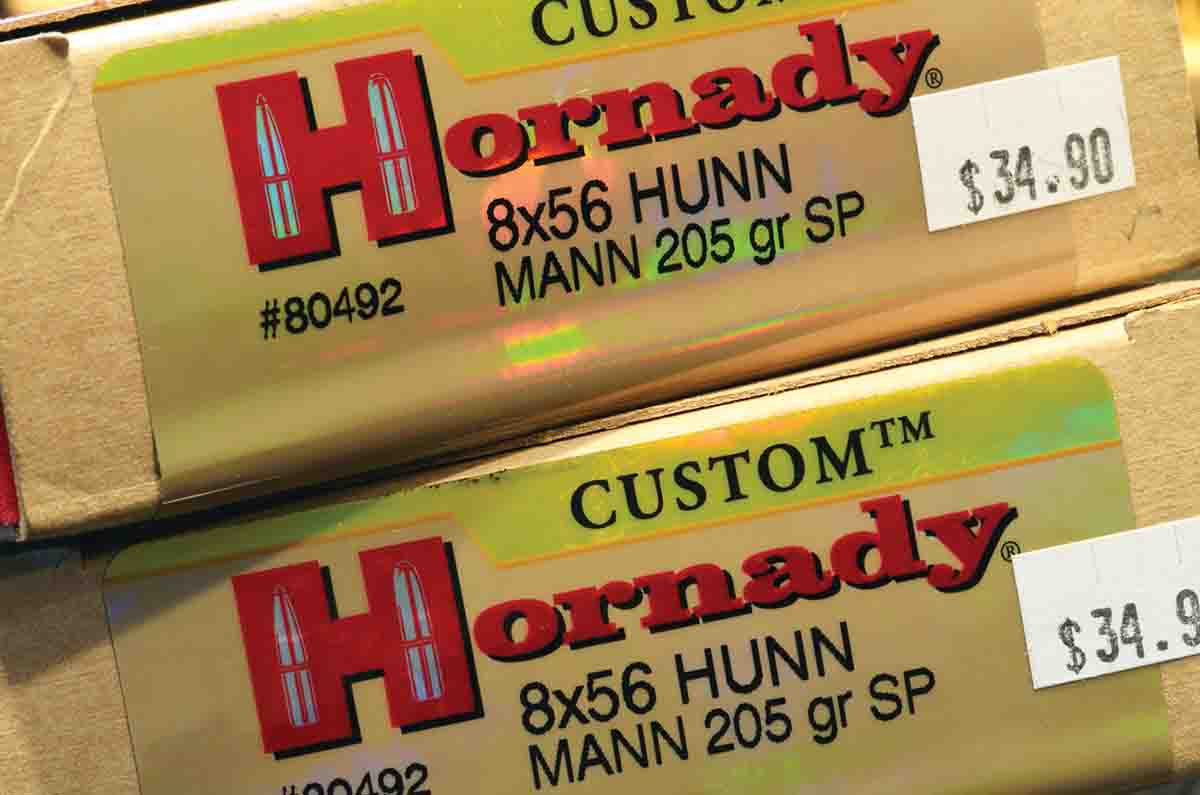 CUSTOM
Hornady®
$34.90
8x56 HUNN
MANN 205 gr SP
#80492
CUSTOM™
Hornady®
$34.9
8x56 HUNN
MANN 205 gr SP
#80492